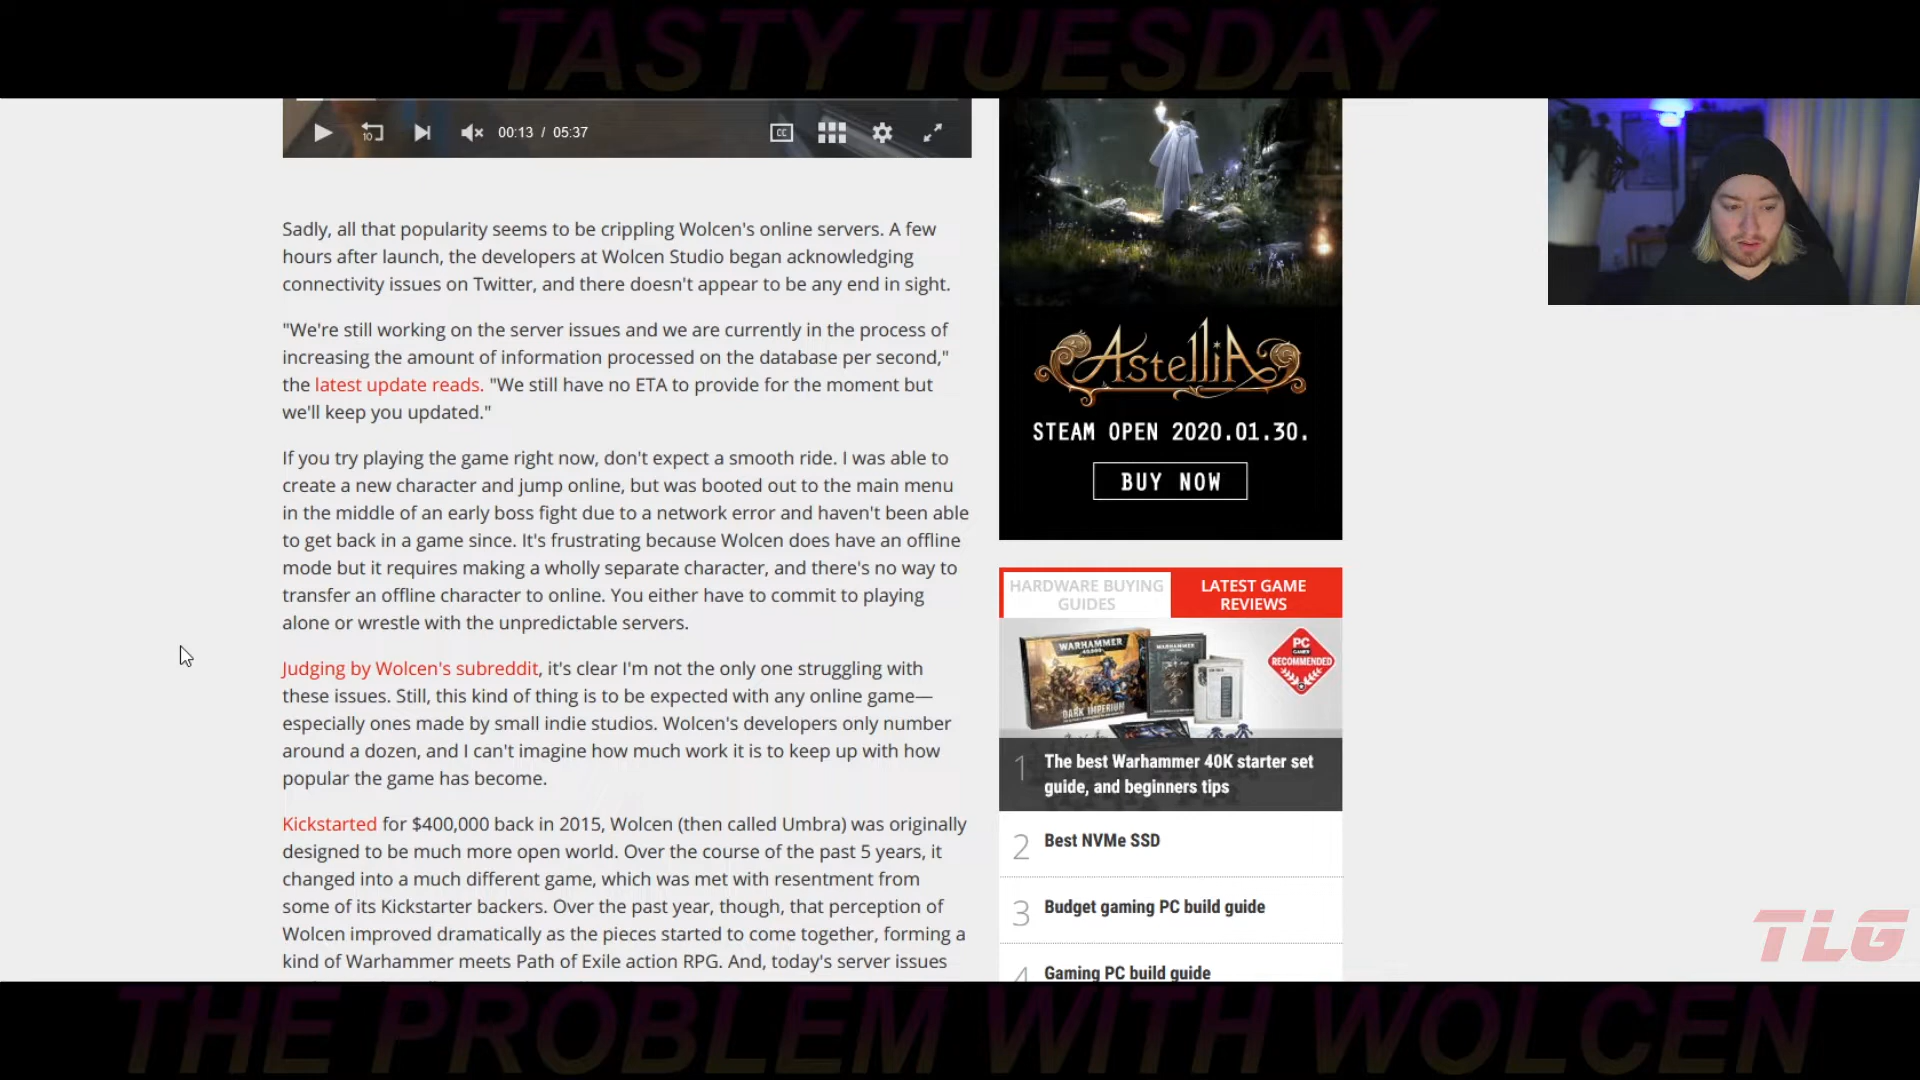 TASTY TUESDAY
10
00:13 / 05:37
CC
Sadly, all that popularity seems to be crippling Wolcen's online servers. A few
hours after launch, the developers at Wolcen Studio began acknowledging
connectivity issues on Twitter, and there doesn't appear to be any end in sight.
"We're still working on the server issues and we are currently in the process of
increasing the amount of information processed on the database per second,"
the latest update reads. "We still have no ETA to provide for the moment but
we'll keep you updated."
If you try playing the game right now, don't expect a smooth ride. I was able to
create a new character and jump online, but was booted out to the main menu
in the middle of an early boss fight due to a network error and haven't been able
to get back in a game since. It's frustrating because Wolcen does have an offline
mode but it requires making a wholly separate character, and there's no way to
transfer an offline character to online. You either have to commit to playing
alone or wrestle with the unpredictable servers.
Judging by Wolcen's subreddit, it's clear I'm not the only one struggling with
these issues. Still, this kind of thing is to be expected with any online game—
especially ones made by small indie studios. Wolcen's developers only number
around a dozen, and I can't imagine how much work it is to keep up with how
popular the game has become.
Kickstarted for $400,000 back in 2015, Wolcen (then called Umbra) was originally
designed to be much more open world. Over the course of the past 5 years, it
changed into a much different game, which was met with resentment from
some of its Kickstarter backers. Over the past year, though, that perception of
Wolcen improved dramatically as the pieces started to come together, forming a
kind of Warhammer meets Path of Exile action RPG. And, today's server issues
ASTELLIA
STEAM OPEN 2020.01.30.
BUY NOW
HARDWARE BUYING
GUIDES
LATEST GAME
REVIEWS
WARHAMMER
DARK IMPERIUM
WARHAMMER
PC
GAMER
RECOMMENDED
1
The best Warhammer 40K starter set
guide, and beginners tips
2
Best NVMe SSD
3
Budget gaming PC build guide
4
Gaming PC build guide
TLG
THE PROBLEM WITH WOLCEN